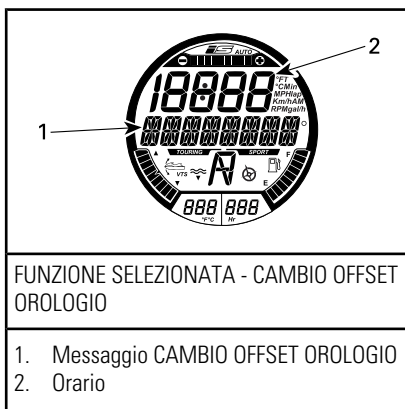 iS AUTO
2
18888
°FT
°CMin
MPHlap
Km/hAM
RPMgal/h
1
TOURING SPORT F
VTS
N
E
888 888
°F°C Hr
FUNZIONE SELEZIONATA - CAMBIO OFFSET
OROLOGIO
1. Messaggio CAMBIO OFFSET OROLOGIO
2. Orario